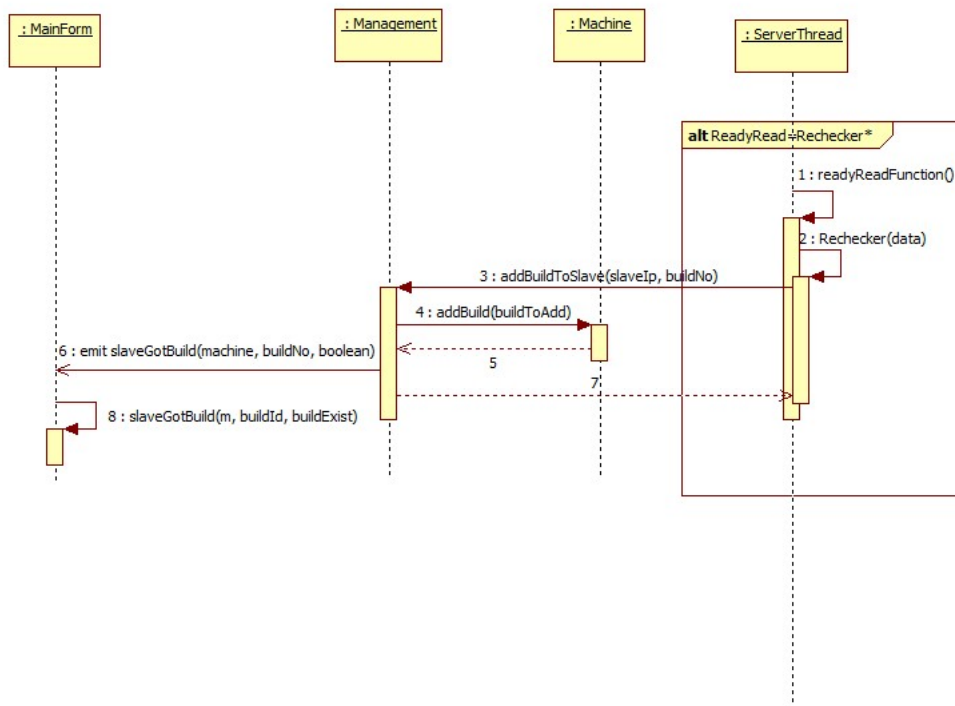 : MainForm
: Management
: Machine
: ServerThread
alt ReadyRead=Rechecker*
1 : readyReadFunction()
2 : Rechecker(data)
3 : addBuildToSlave(slaveIp, buildNo)
4 : addBuild(buildToAdd)
5
6 : emit slaveGotBuild(machine, buildNo, boolean)
7
8 : slaveGotBuild(m, buildId, buildExist)